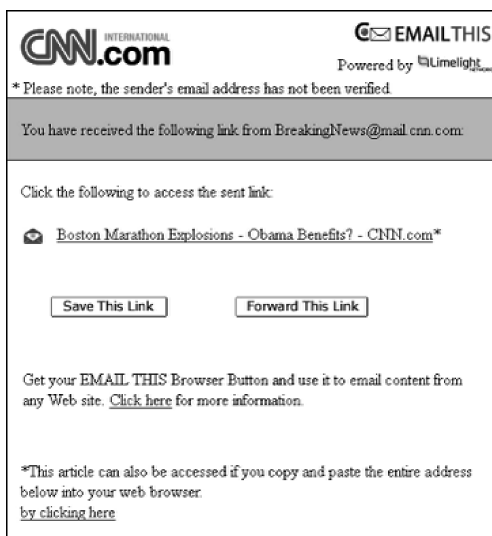 CNN INTERNATIONAL .com
EMAIL THIS
Powered by Limelight NETWORKS
* Please note, the sender's email address has not been verified.
You have received the following link from BreakingNews@mail.cnn.com:
Click the following to access the sent link:
Boston Marathon Explosions - Obama Benefits? - CNN.com*
Save This Link Forward This Link
Get your EMAIL THIS Browser Button and use it to email content from
any Web site. Click here for more information.
*This article can also be accessed if you copy and paste the entire address
below into your web browser.
by clicking here